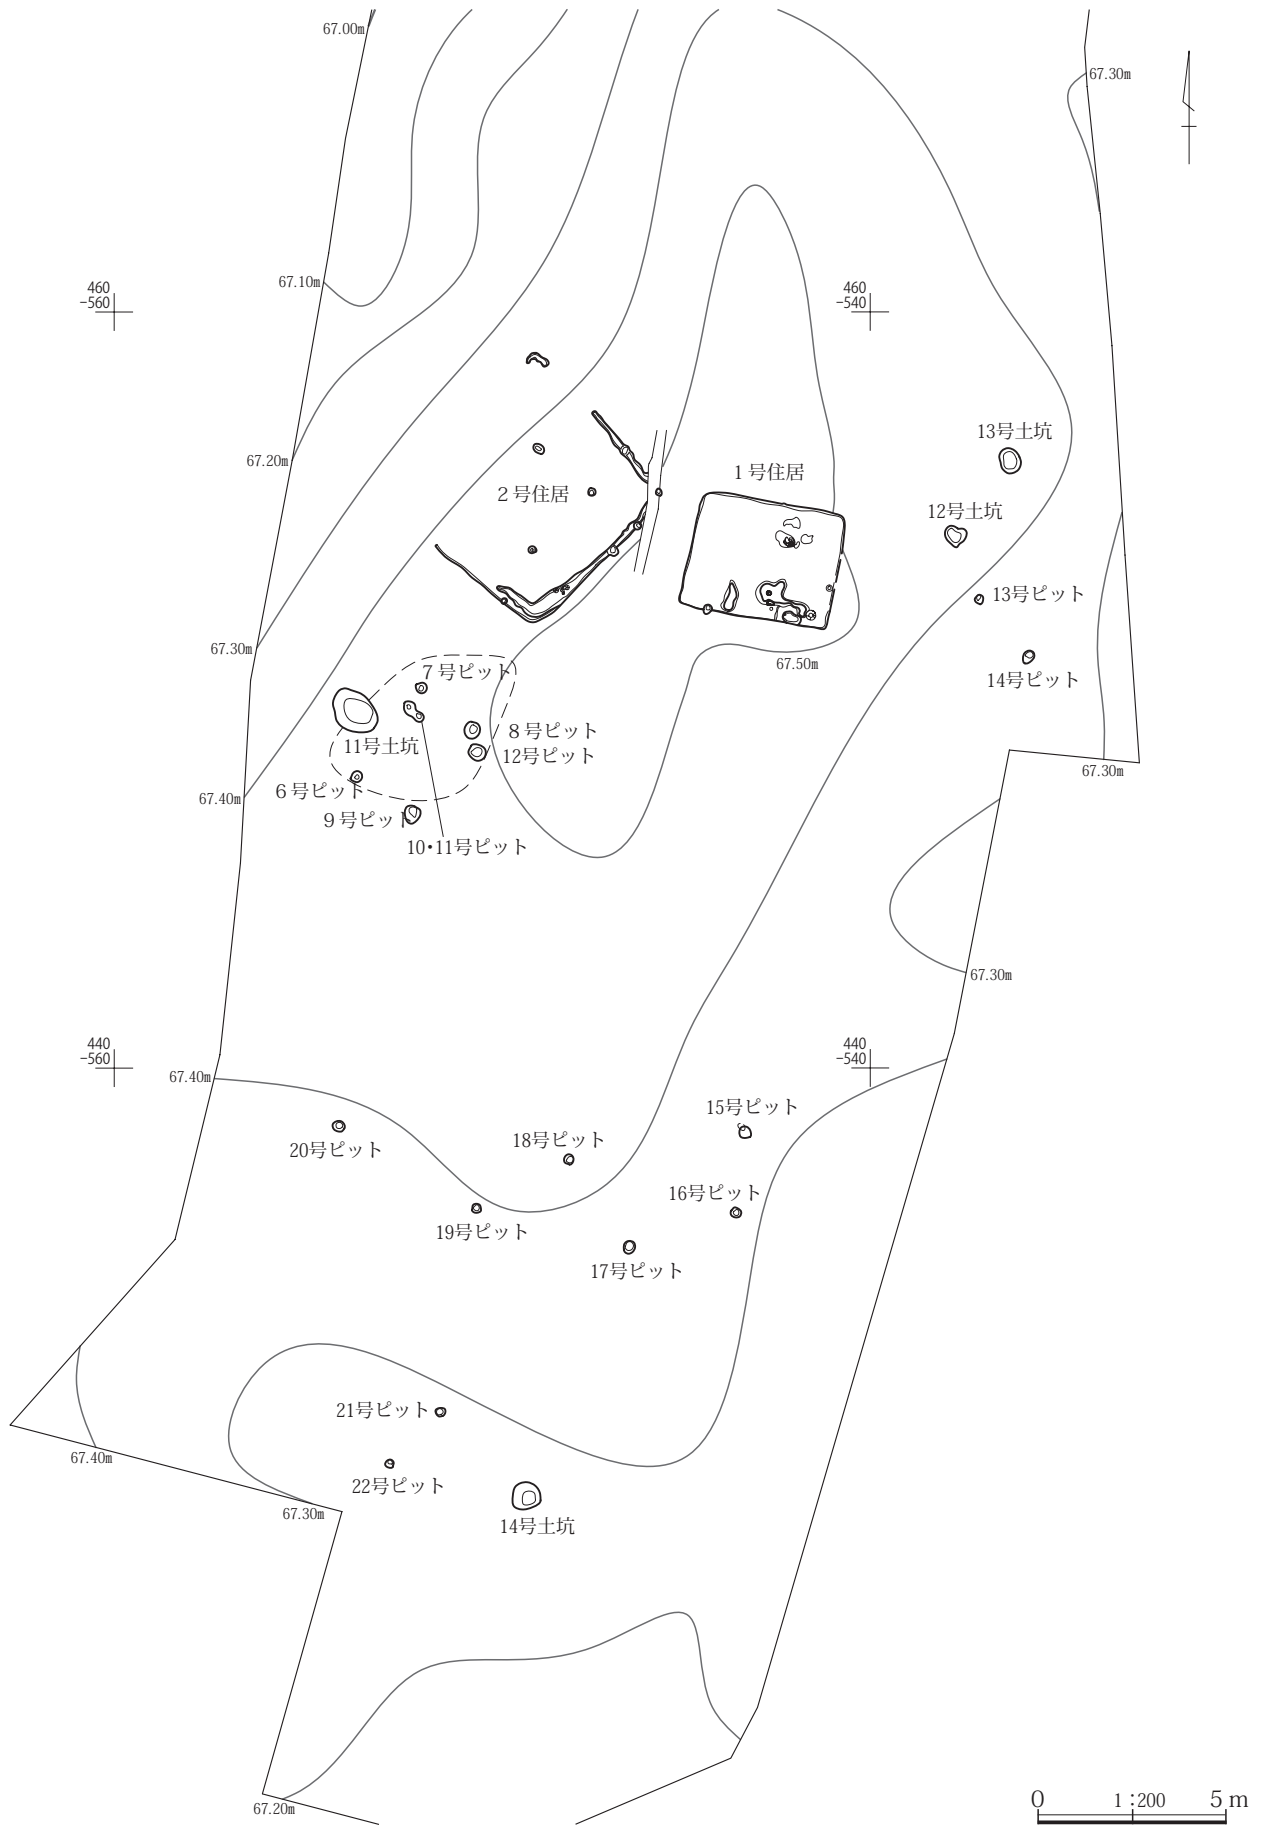 67.00m
67.30m
67.10m
460
-560
460
-540
13号土坑
67.20m
1号住居
2号住居
12号土坑
13号ピット
67.30m
67.50m
7号ピット
14号ピット
8号ピット
11号土坑
12号ピット
67.30m
6号ピット
67.40m
9号ピット
10・11号ピット
67.30m
440
-560
440
-540
67.40m
15号ピット
18号ピット
20号ピット
16号ピット
19号ピット
17号ピット
21号ピット
67.40m
22号ピット
67.30m
14号土坑
67.20m
0 1:200 5m